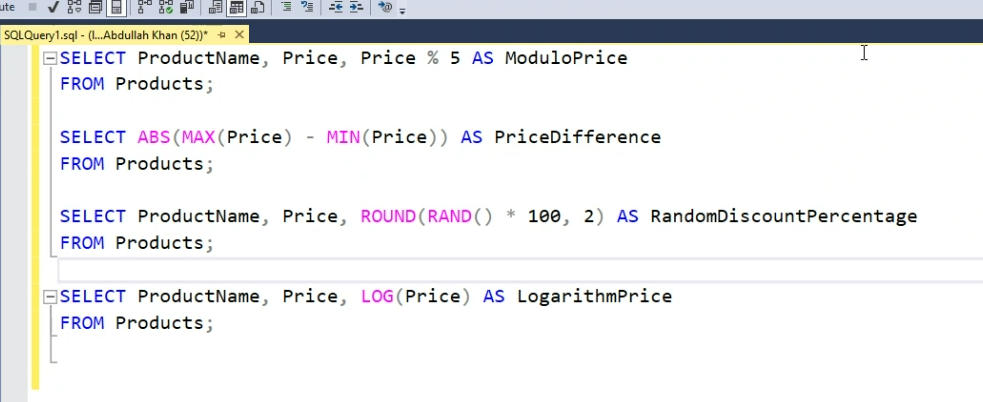 ute
SQLQuery1.sql - (l...Abdullah Khan (52))*
SELECT ProductName, Price, Price % 5 AS ModuloPrice
FROM Products;
SELECT ABS(MAX(Price) - MIN(Price)) AS PriceDifference
FROM Products;
SELECT ProductName, Price, ROUND(RAND() * 100, 2) AS RandomDiscountPercentage
FROM Products;
SELECT ProductName, Price, LOG(Price) AS LogarithmPrice
FROM Products;